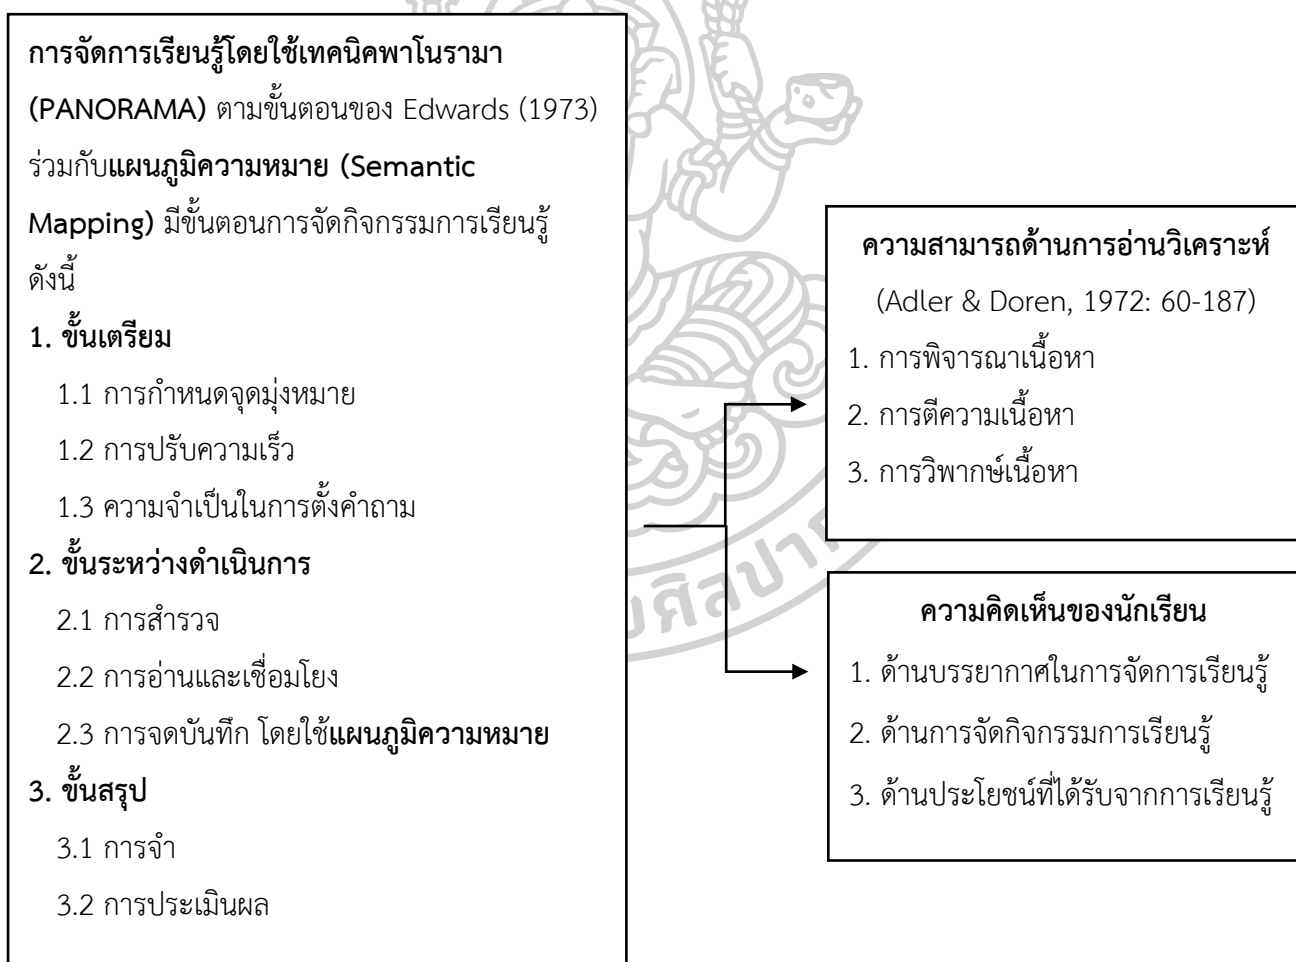 การจัดการเรียนรู้โดยใช้เทคนิคพาโนรามา
(PANORAMA) ตามขั้นตอนของ Edwards (1973)
ร่วมกับแผนภูมิความหมาย (Semantic
Mapping) มีขั้นตอนการจัดกิจกรรมการเรียนรู้
ดังนี้
1. ขั้นเตรียม
1.1 การกำหนดจุดมุ่งหมาย
1.2 การปรับความเร็ว
1.3 ความจำเป็นในการตั้งคำถาม
2. ขั้นระหว่างดำเนินการ
2.1 การสำรวจ
2.2 การอ่านและเชื่อมโยง
2.3 การจดบันทึก โดยใช้แผนภูมิความหมาย
3. ขั้นสรุป
3.1 การจำ
3.2 การประเมินผล
ความสามารถด้านการอ่านวิเคราะห์
(Adler & Doren, 1972: 60-187)
1. การพิจารณาเนื้อหา
2. การตีความเนื้อหา
3. การวิพากษ์เนื้อหา
ความคิดเห็นของนักเรียน
1. ด้านบรรยากาศในการจัดการเรียนรู้
2. ด้านการจัดกิจกรรมการเรียนรู้
3. ด้านประโยชน์ที่ได้รับจากการเรียนรู้